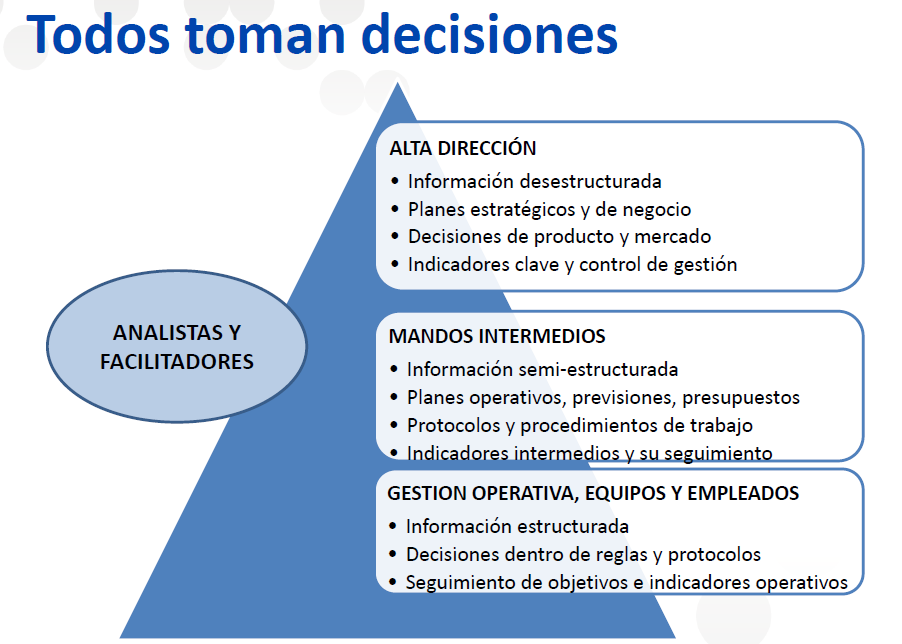 Todos toman decisiones
ALTA DIRECCIÓN
• Información desestructurada
• Planes estratégicos y de negocio
• Decisiones de producto y mercado
• Indicadores clave y control de gestión
ANALISTAS Y
FACILITADORES
MANDOS INTERMEDIOS
• Información semi-estructurada
• Planes operativos, previsiones, presupuestos
• Protocolos y procedimientos de trabajo
• Indicadores intermedios y su seguimiento
GESTION OPERATIVA, EQUIPOS Y EMPLEADOS
• Información estructurada
• Decisiones dentro de reglas y protocolos
• Seguimiento de objetivos e indicadores operativos